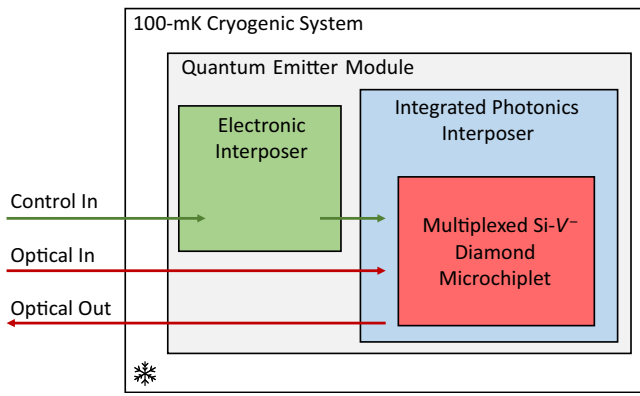 100-mK Cryogenic System
Quantum Emitter Module
Electronic
Interposer
Integrated Photonics
Interposer
Control In
Optical In
Optical Out
Multiplexed Si-V⁻
Diamond
Microchiplet